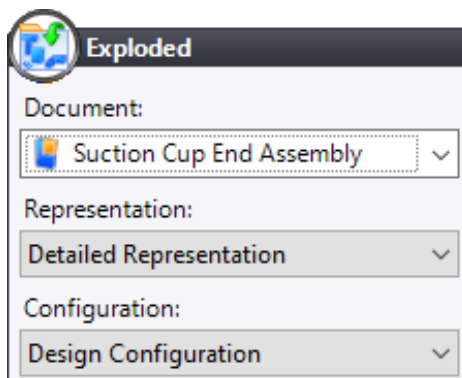 Exploded
Document:
Suction Cup End Assembly
Representation:
Detailed Representation
Configuration:
Design Configuration